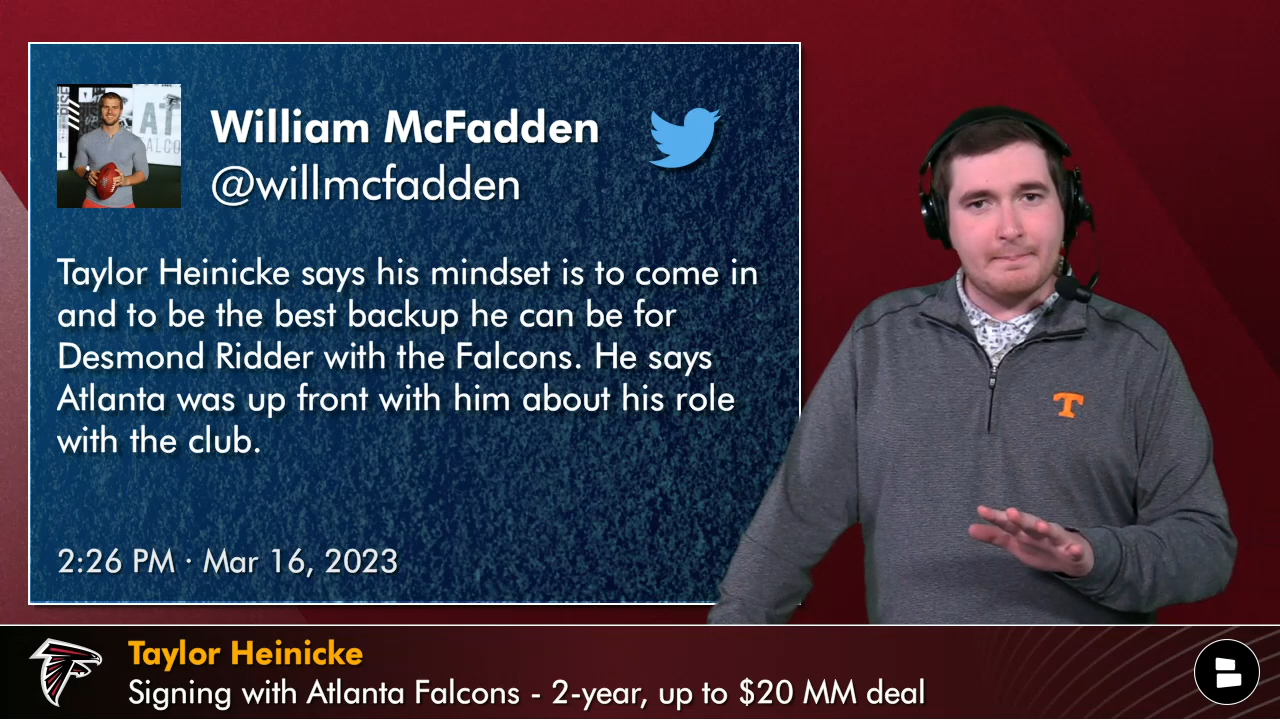 William McFadden
@willmcfadden
Taylor Heinicke says his mindset is to come in
and to be the best backup he can be for
Desmond Ridder with the Falcons. He says
Atlanta was up front with him about his role
with the club.
2:26 PM · Mar 16, 2023
T
Taylor Heinicke
Signing with Atlanta Falcons - 2-year, up to $20 MM deal